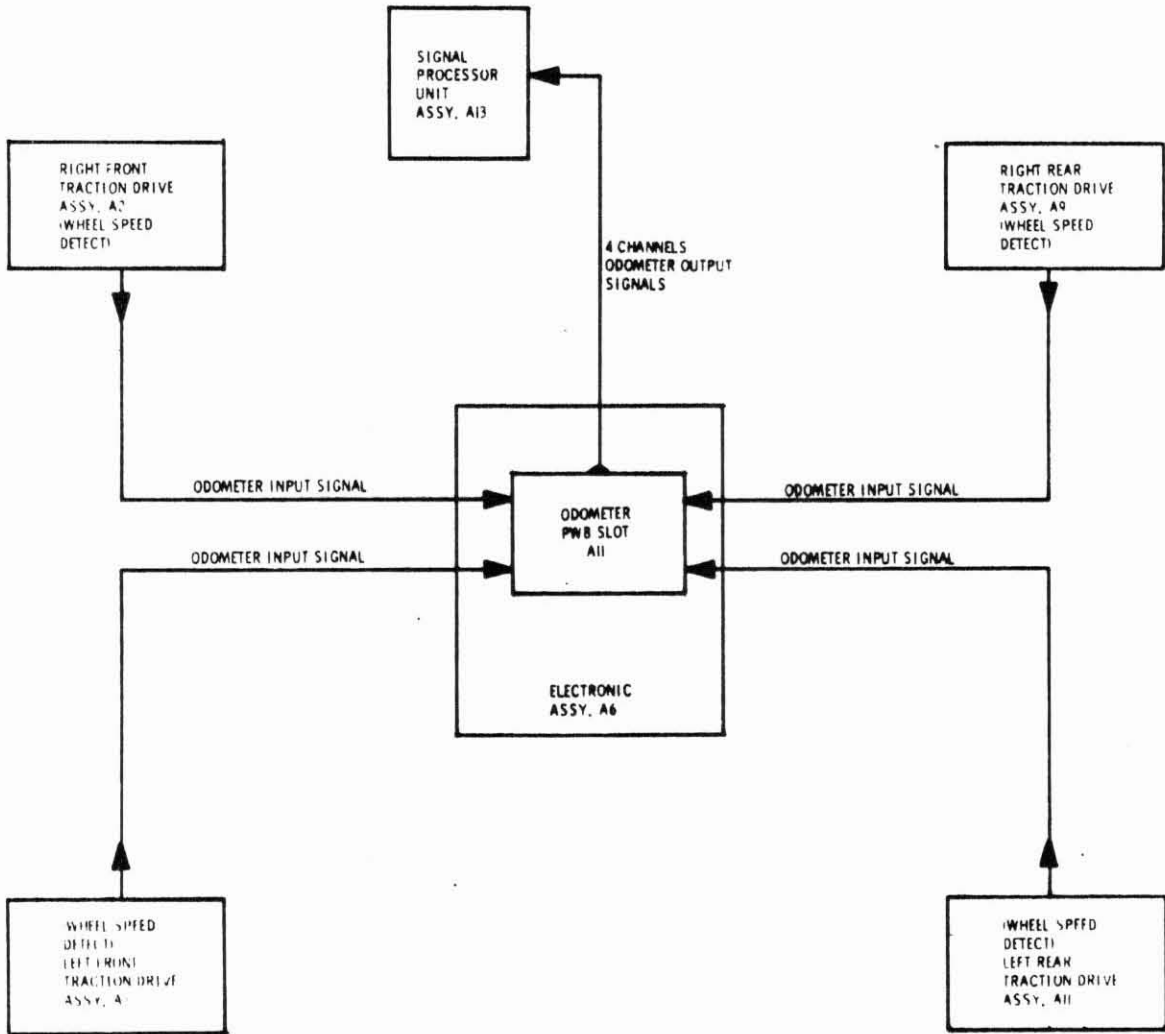 SIGNAL
PROCESSOR
UNIT
ASSY, A13
RIGHT FRONT
TRACTION DRIVE
ASSY, A2
(WHEEL SPEED
DETECT)
RIGHT REAR
TRACTION DRIVE
ASSY, A9
(WHEEL SPEED
DETECT)
4 CHANNELS
ODOMETER OUTPUT
SIGNALS
ODOMETER INPUT SIGNAL
ODOMETER INPUT SIGNAL
ODOMETER
PWB SLOT
A11
ODOMETER INPUT SIGNAL
ODOMETER INPUT SIGNAL
ELECTRONIC
ASSY, A6
(WHEEL SPEED
DETECT)
LEFT FRONT
TRACTION DRIVE
ASSY,
(WHEEL SPEED
DETECT)
LEFT REAR
TRACTION DRIVE
ASSY, A11